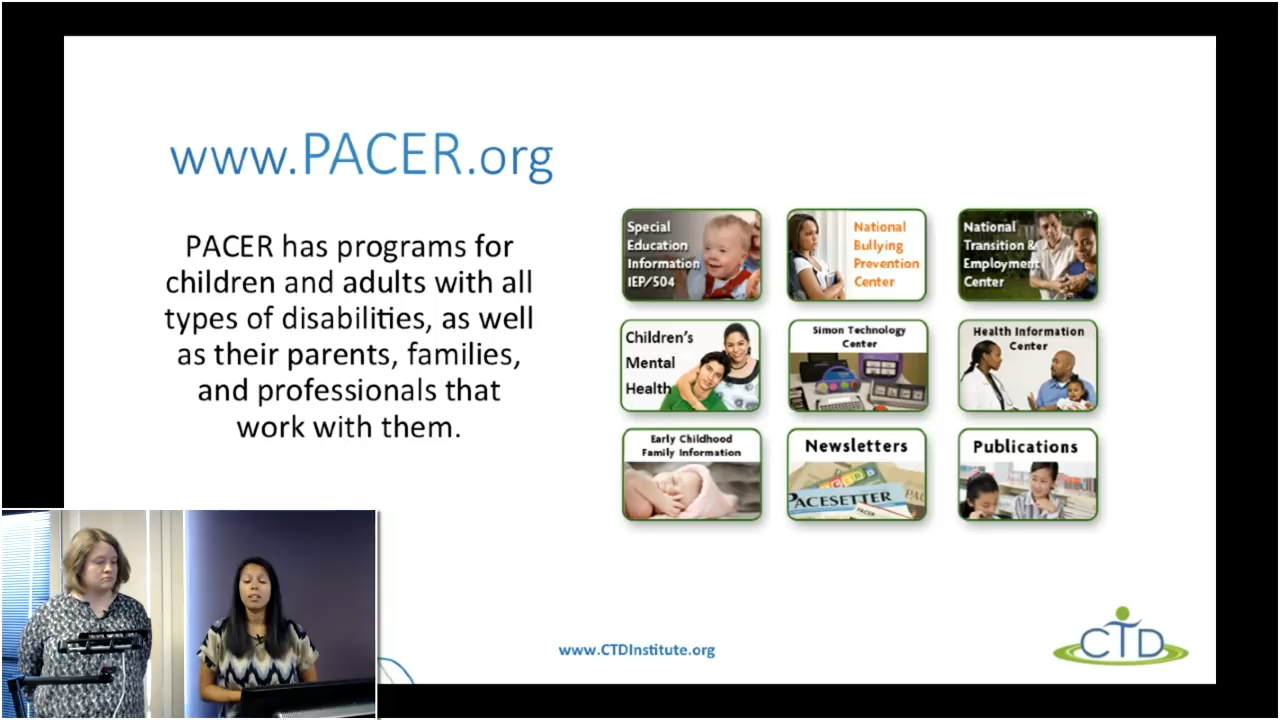 www.PACER.org
PACER has programs for
children and adults with all
types of disabilities, as well
as their parents, families,
and professionals that
work with them.
Special
Education
Information
IEP/504
National
Bullying
Prevention
Center
National
Transition &
Employment
Center
Children's
Mental
Health
Simon Technology
Center
Health Information
Center
Early Childhood
Family Information
Newsletters
PACESETTER
PACER
Publications
www.CTDInstitute.org
CTD